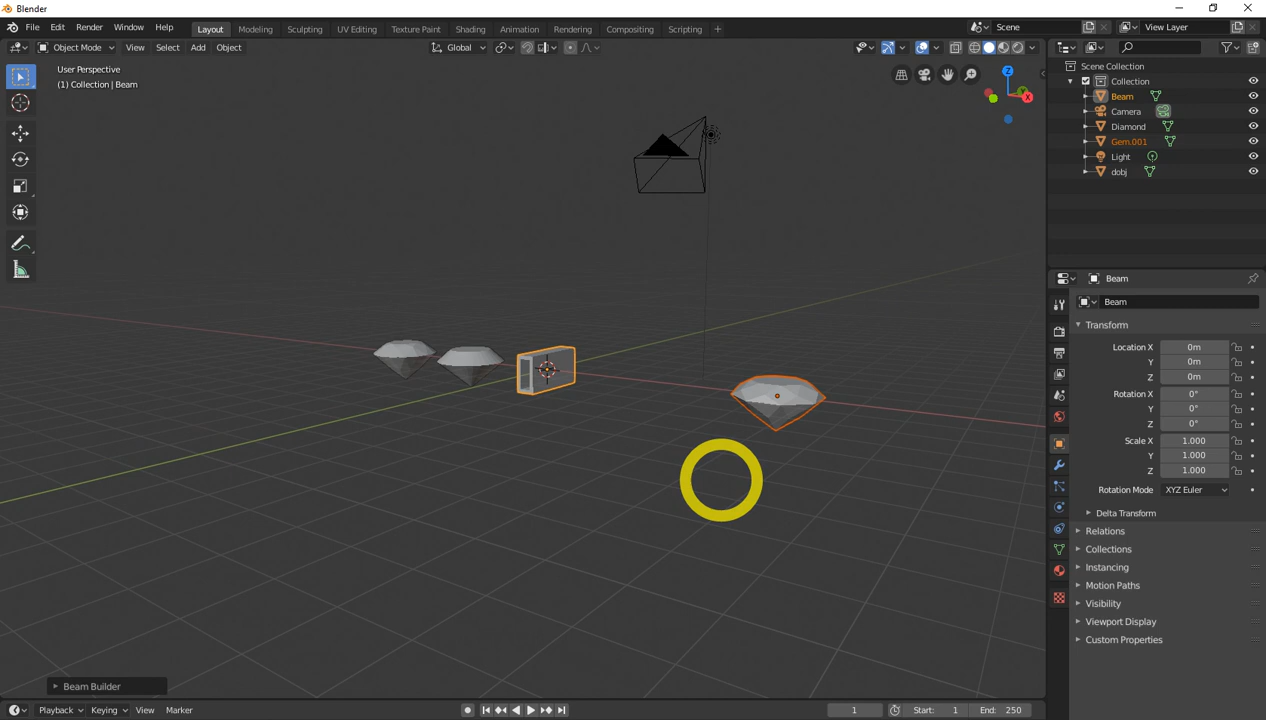 Blender
File Edit Render Window Help
Layout Modeling Sculpting UV Editing Texture Paint Shading Animation Rendering Compositing Scripting +
Scene View Layer
Object Mode View Select Add Object
Global
User Perspective
(1) Collection | Beam
Z
Y
X
Scene Collection
Collection
Beam
Camera
Diamond
Gem.001
Light
dobj
Beam
Beam
Transform
Location X 0m
Y 0m
Z 0m
Rotation X 0°
Y 0°
Z 0°
Scale X 1.000
Y 1.000
Z 1.000
Rotation Mode XYZ Euler
Delta Transform
Relations
Collections
Instancing
Motion Paths
Visibility
Viewport Display
Custom Properties
Beam Builder
Playback Keying View Marker
1 Start: 1 End: 250